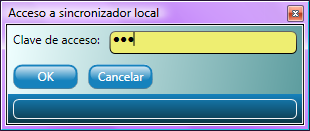 Acceso a sincronizador local
Clave de acceso: •••
OK Cancelar